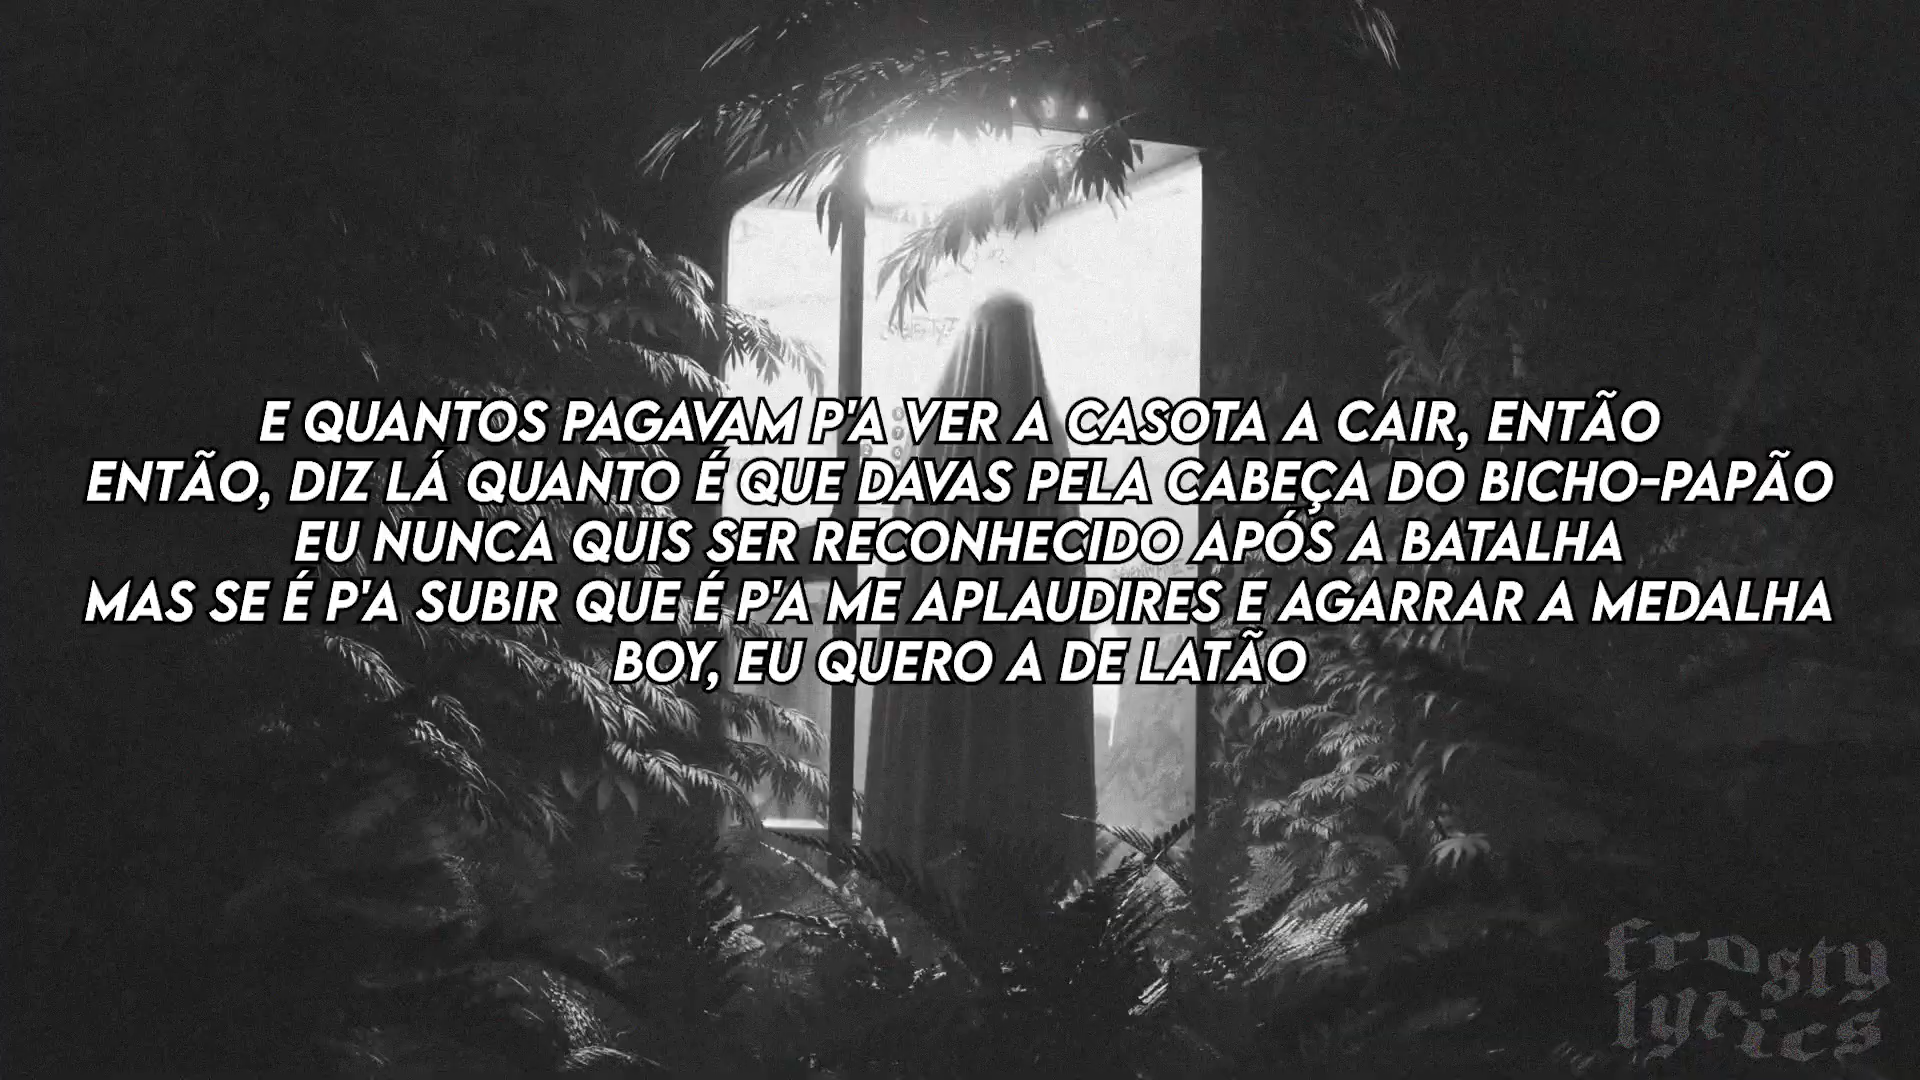 E QUANTOS PAGAVAM P'A VER A CASOTA A CAIR, ENTÃO
ENTÃO, DIZ LÁ QUANTO É QUE DAVAS PELA CABEÇA DO BICHO-PAPÃO
EU NUNCA QUIS SER RECONHECIDO APÓS A BATALHA
MAS SE É P'A SUBIR QUE É P'A ME APLAUDIRES E AGARRAR A MEDALHA
BOY, EU QUERO A DE LATÃO
frosty
lyrics